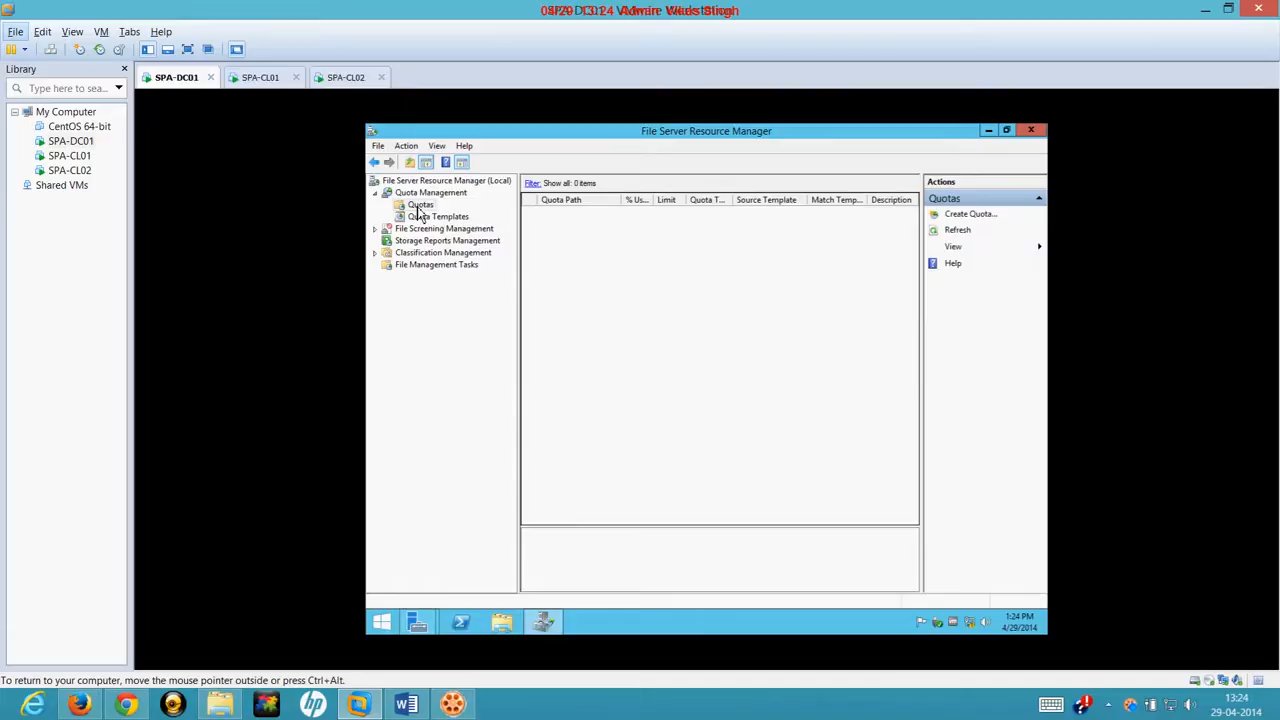 File Edit View VM Tabs Help
Library
Type here to sea...
My Computer
CentOS 64-bit
SPA-DC01
SPA-CL01
SPA-CL02
Shared VMs
SPA-DC01 SPA-CL01 SPA-CL02
File Server Resource Manager
File Action View Help
File Server Resource Manager (Local)
Quota Management
Quotas
Quota Templates
File Screening Management
Storage Reports Management
Classification Management
File Management Tasks
Filter: Show all: 0 items
Quota Path % Us... Limit Quota T... Source Template Match Temp... Description
Actions
Quotas
Create Quota...
Refresh
View
Help
1:24 PM
4/29/2014
To return to your computer, move the mouse pointer outside or press Ctrl+Alt.
13:24
29-04-2014